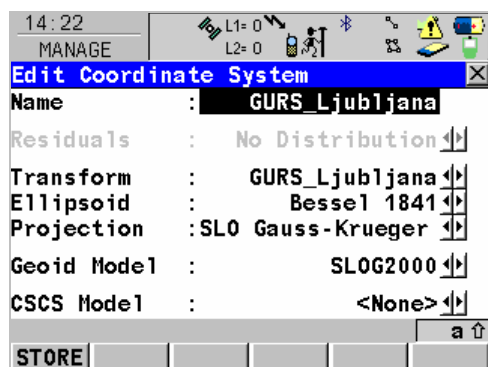 14:22 L1= 0
MANAGE L2= 0
Edit Coordinate System
Name : GURS_Ljubljana
Residuals : No Distribution
Transform : GURS_Ljubljana
Ellipsoid : Bessel 1841
Projection :SLO Gauss-Krueger
Geoid Model : SLOG2000
CSCS Model : <None>
a
STORE